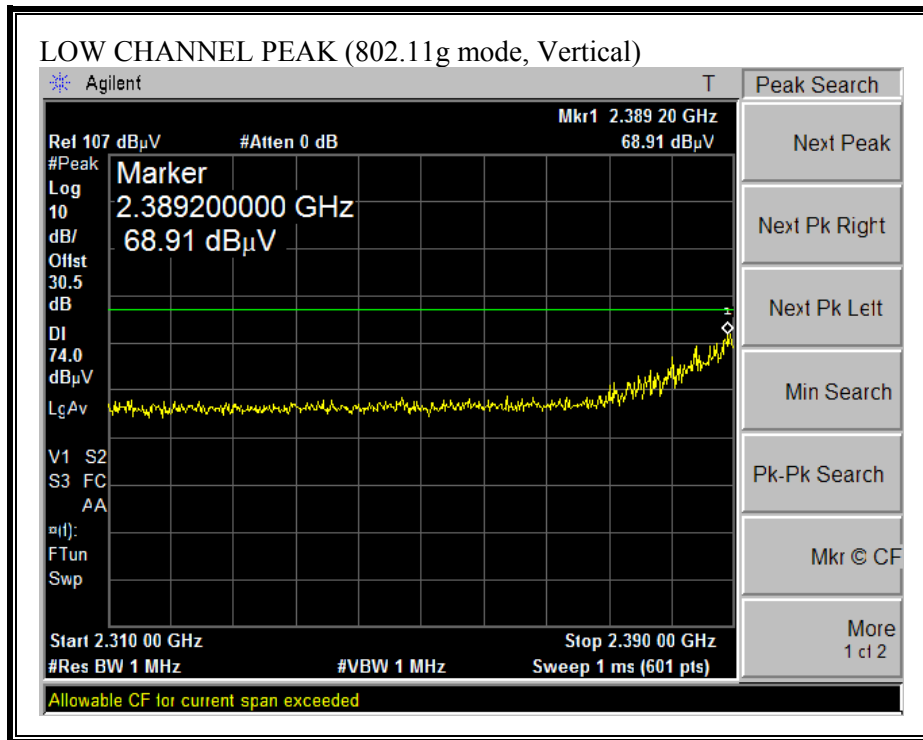 LOW CHANNEL PEAK (802.11g mode, Vertical)
Agilent T
Peak Search
Mkr1 2.389 20 GHz
Ref 107 dBµV #Atten 0 dB 68.91 dBµV
Next Peak
#Peak
Log
10
dB/
Offst
30.5
dB
DI
74.0
dBµV
LgAv
Marker
2.389200000 GHz
68.91 dBµV
1
Next Pk Right
Next Pk Left
Min Search
V1 S2
S3 FC
AA
¤(f):
FTun
Swp
Pk-Pk Search
Mkr © CF
Start 2.310 00 GHz Stop 2.390 00 GHz
#Res BW 1 MHz #VBW 1 MHz Sweep 1 ms (601 pts)
More
1 of 2
Allowable CF for current span exceeded